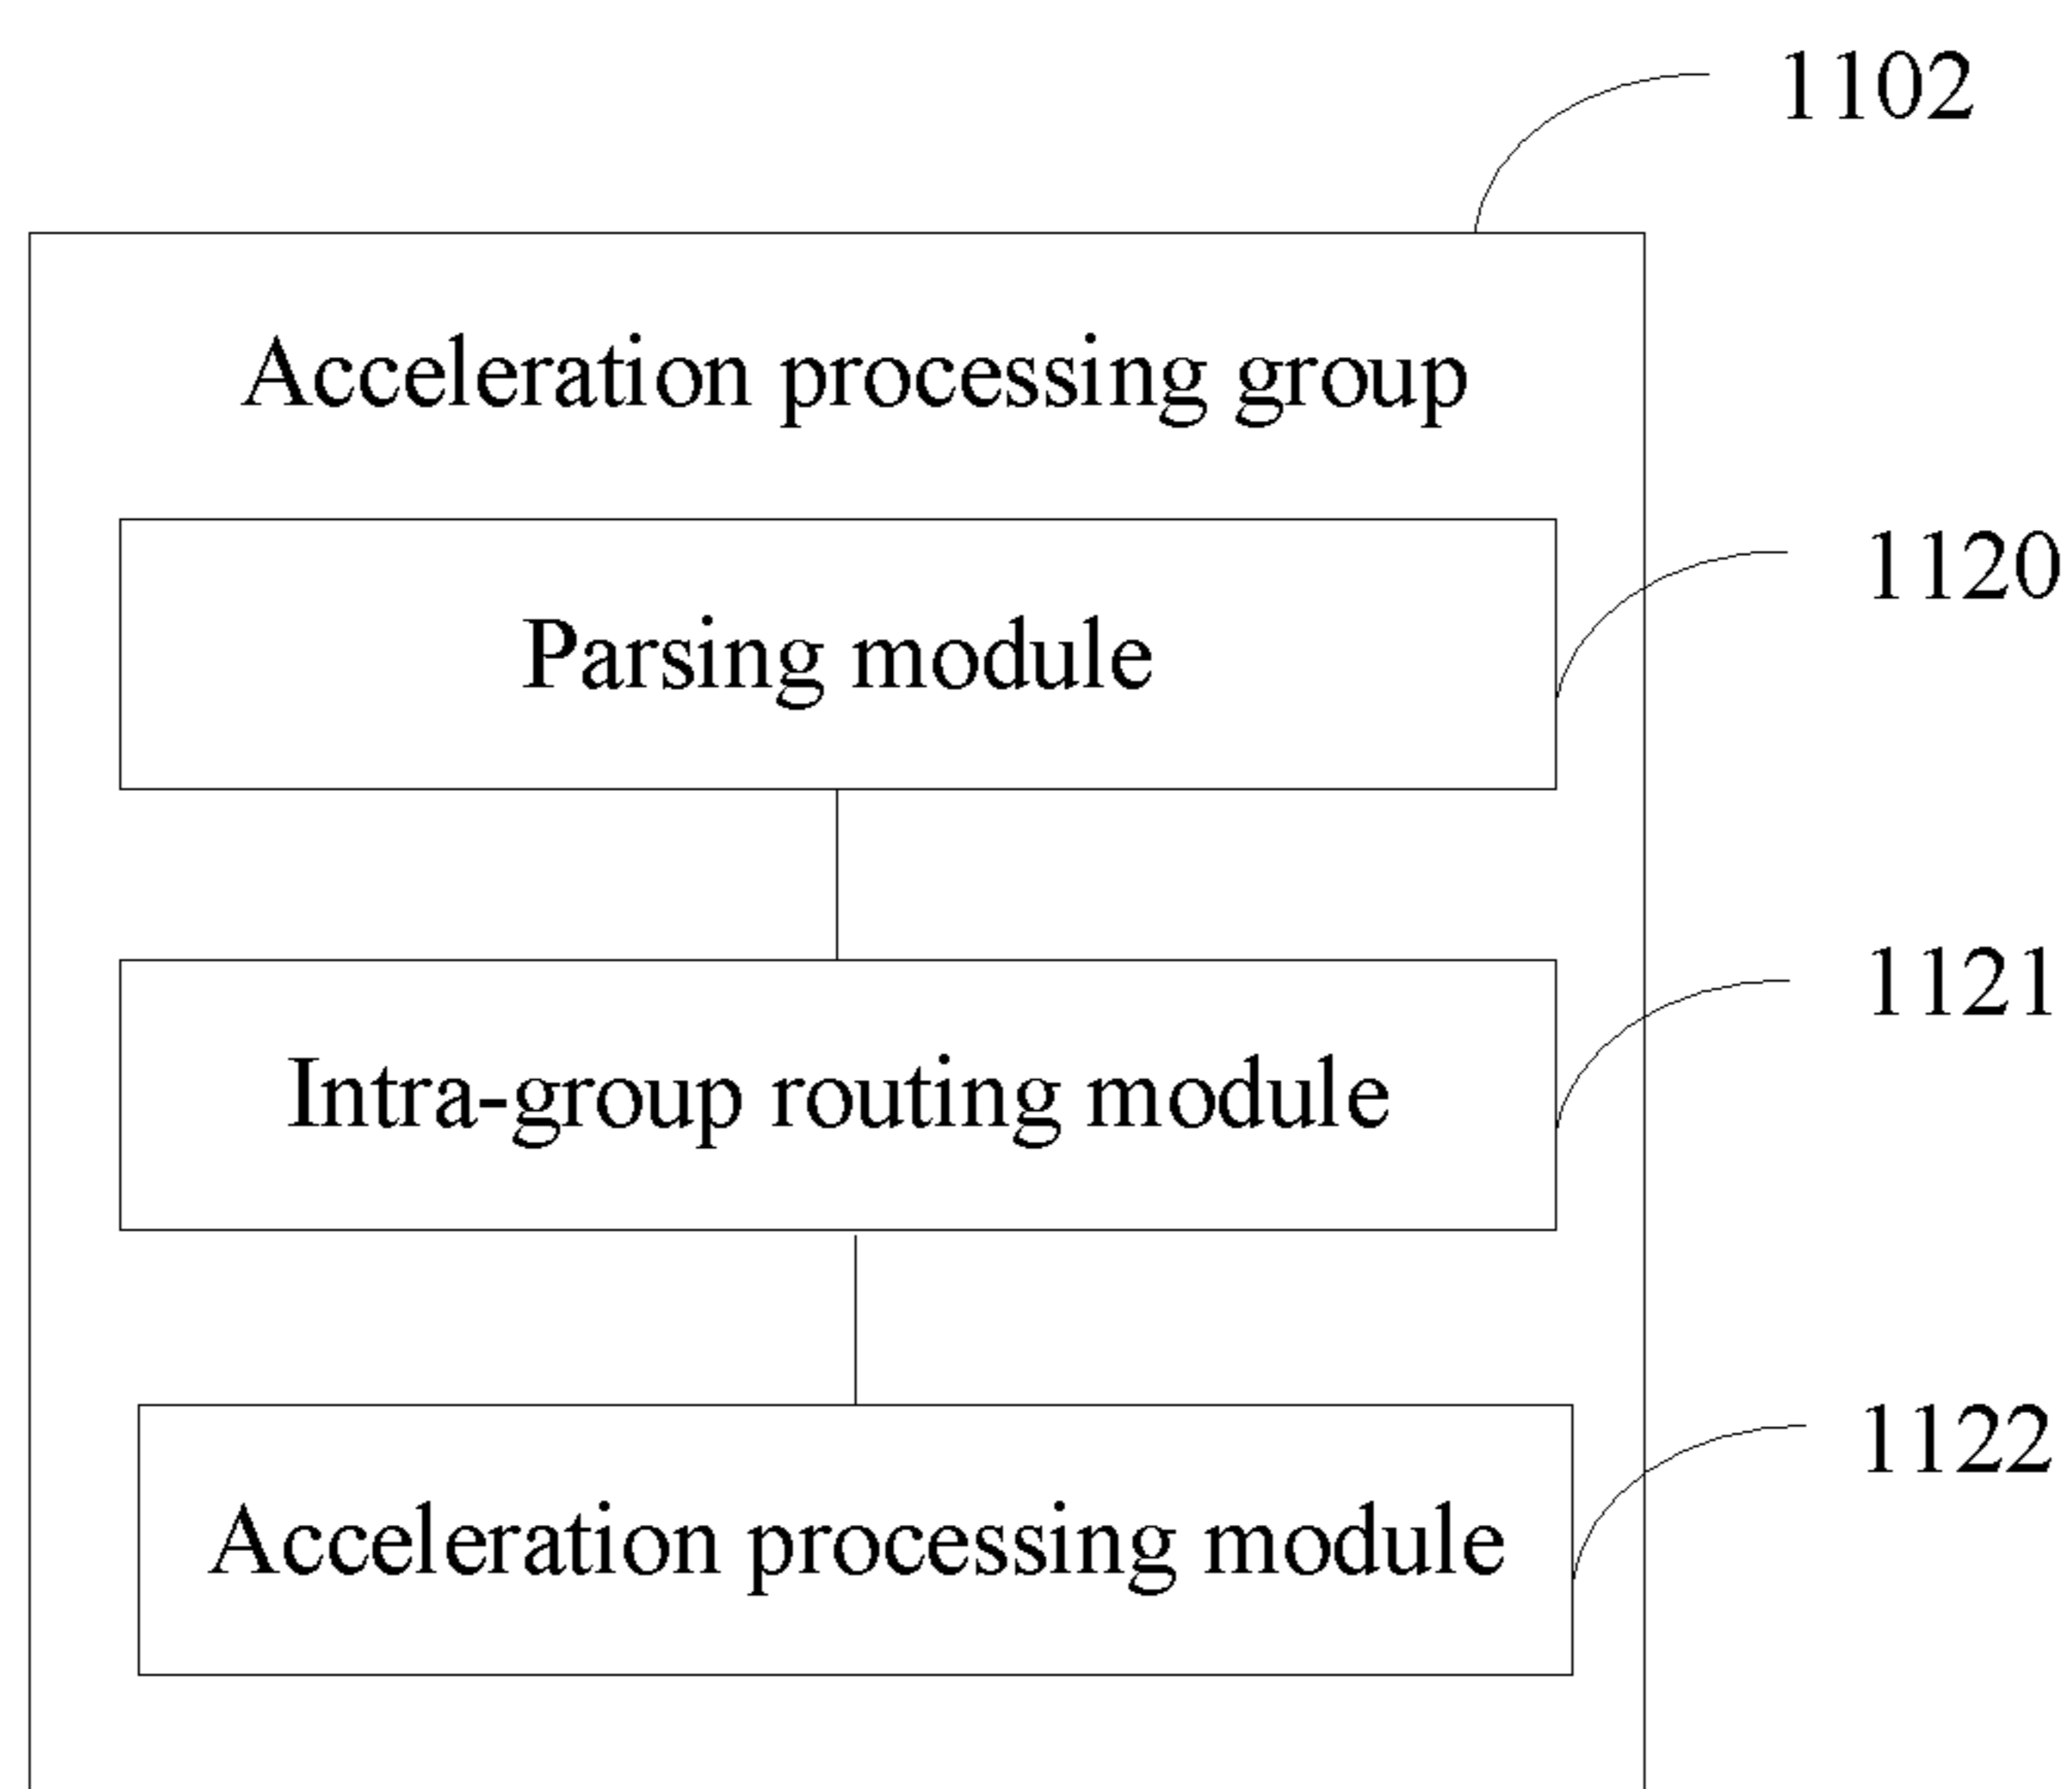 1102
Acceleration processing group
1120
Parsing module
1121
Intra-group routing module
1122
Acceleration processing module